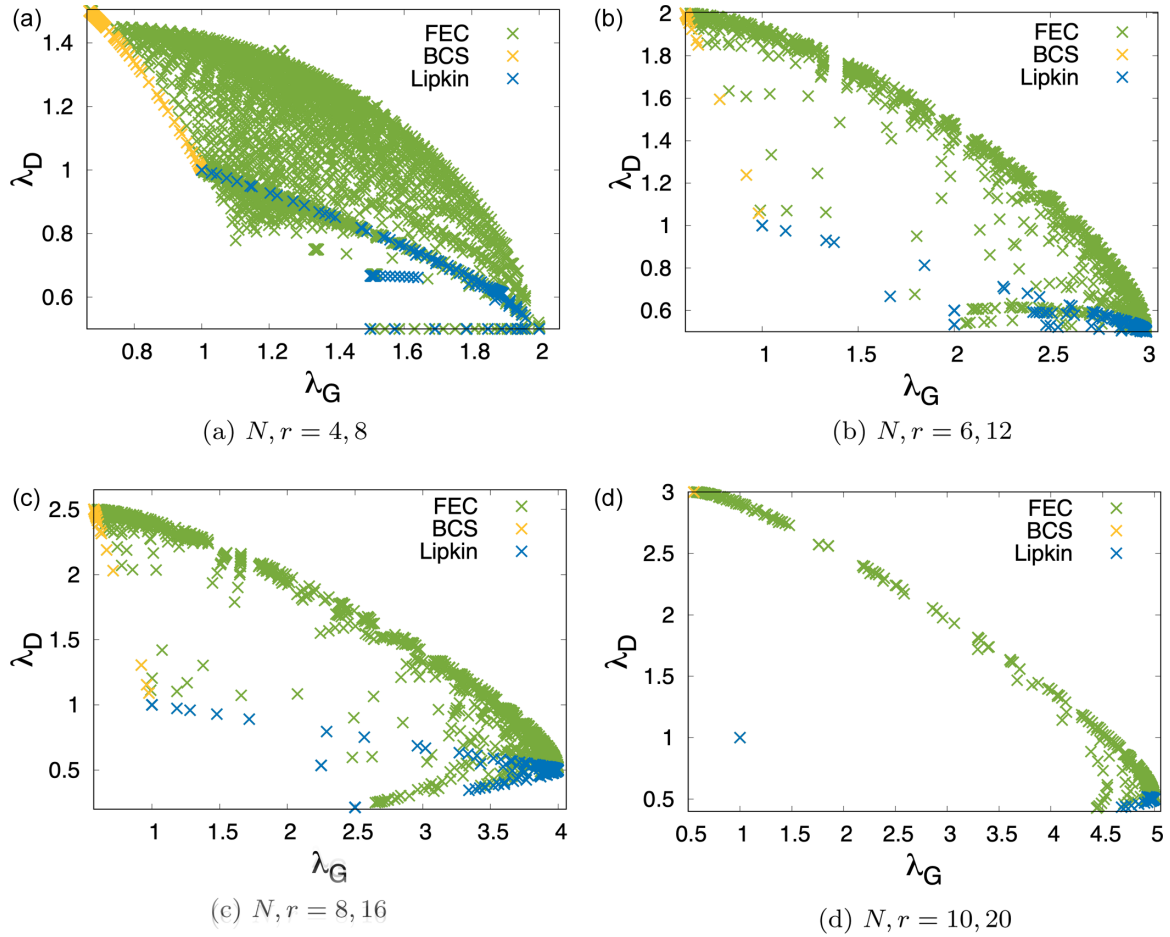 (a)
1.4
1.2
1
0.8
0.6
λD
FEC
BCS
Lipkin
0.8 1 1.2 1.4 1.6 1.8 2
λG
(a) N, r = 4, 8
(b)
2
1.8
1.6
1.4
1.2
1
0.8
0.6
λD
FEC
BCS
Lipkin
1 1.5 2 2.5 3
λG
(b) N, r = 6, 12
(c)
2.5
2
1.5
1
0.5
λD
FEC
BCS
Lipkin
1 1.5 2 2.5 3 3.5 4
λG
(c) N, r = 8, 16
(d)
3
2.5
2
1.5
1
0.5
λD
FEC
BCS
Lipkin
0.5 1 1.5 2 2.5 3 3.5 4 4.5 5
λG
(d) N, r = 10, 20